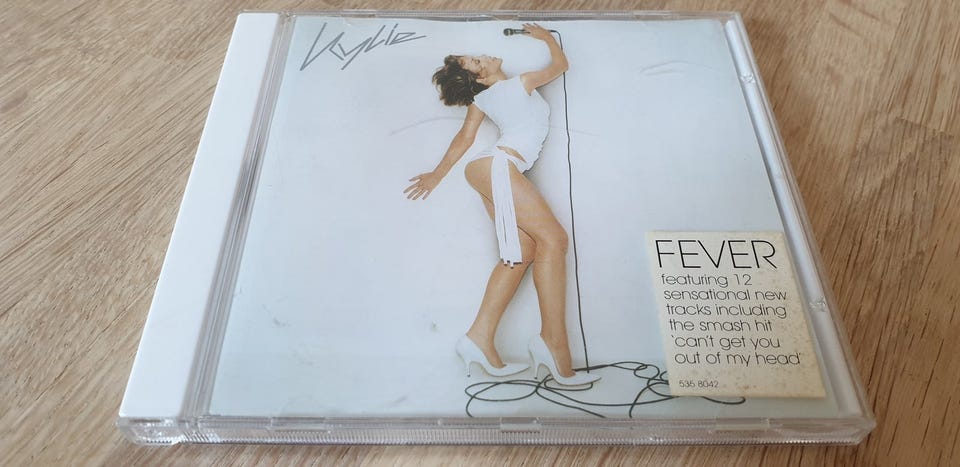 Kylie
FEVER
featuring 12
sensational new
tracks including
the smash hit
'can't get you
out of my head'
535 8042